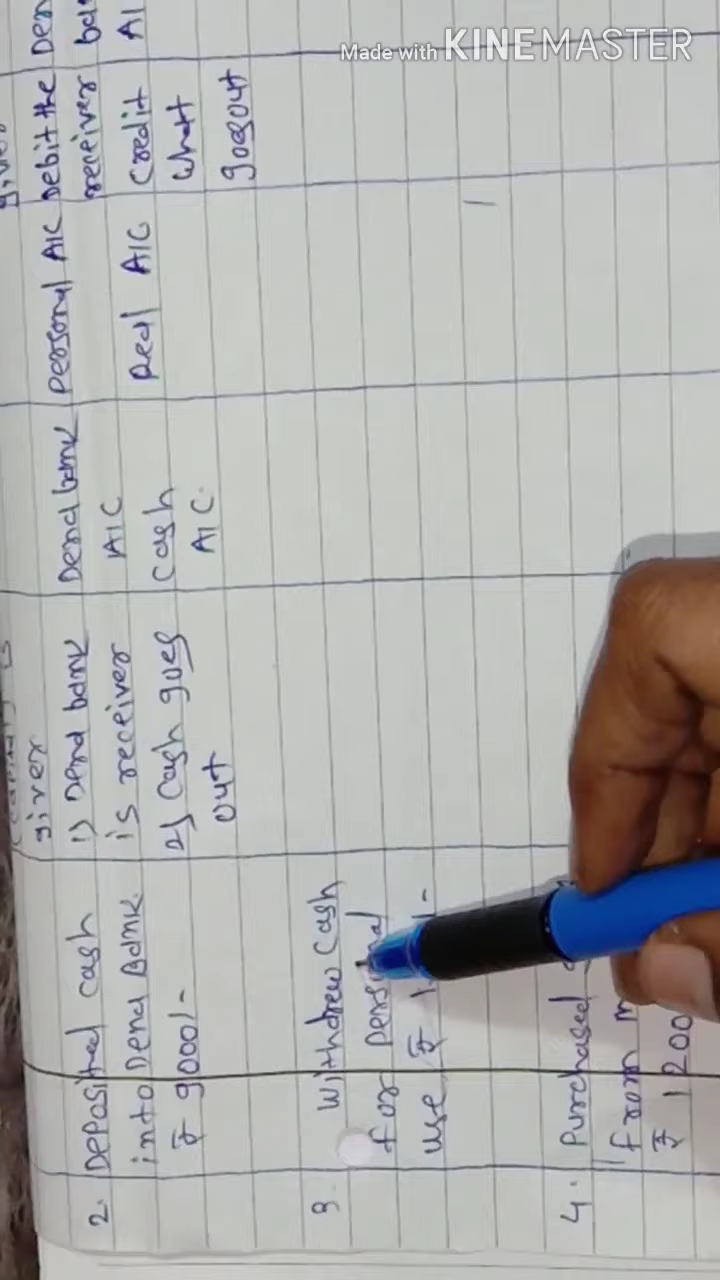 Made with KINEMASTER
giver
2. Deposited cash
into Dena Bank.
₹ 9000/-
1) Dena bank
is receiver
2) Cash goes
out
Dena bank
A/C
Cash
A/C.
Personal A/C
Real A/C
Debit the
receiver
Credit
What
goes out
3. Withdrew Cash
for
use ₹
4. Purchased
from
₹ 1200